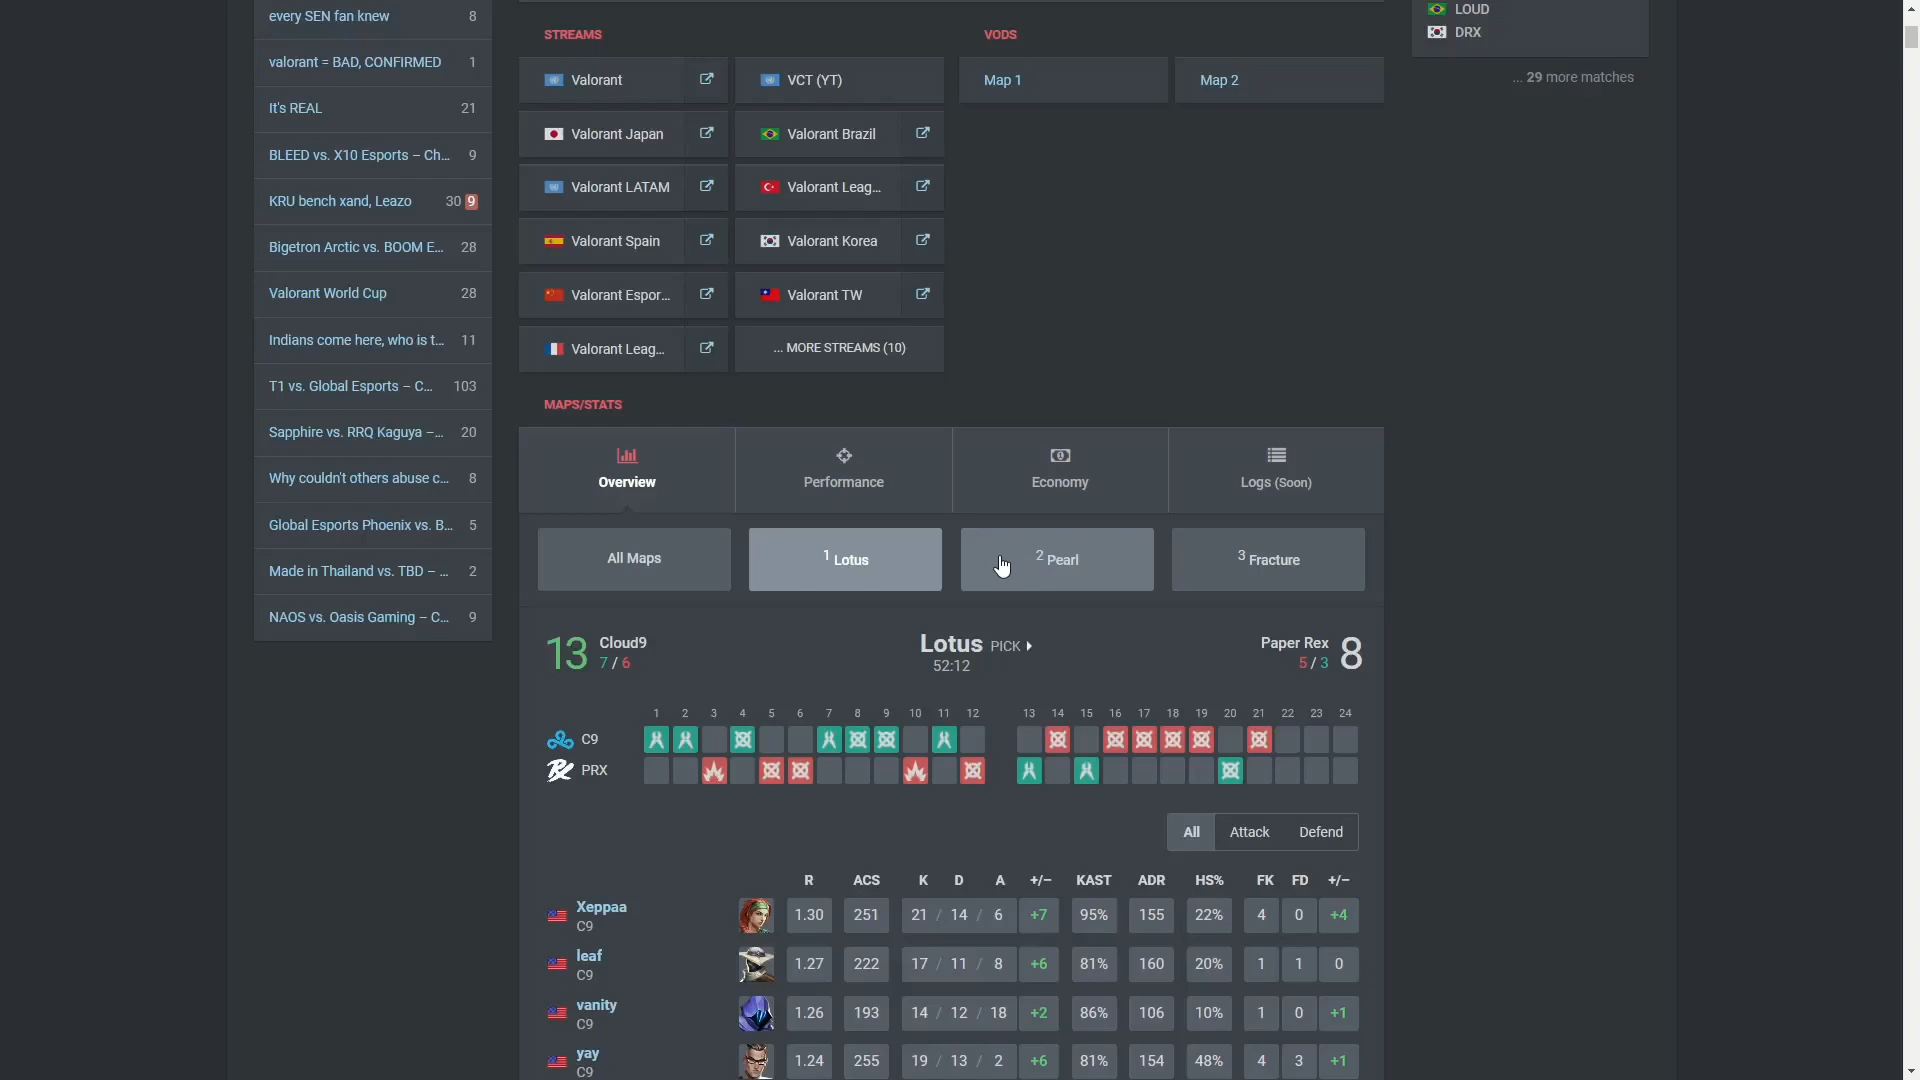 every SEN fan knew 8
valorant = BAD, CONFIRMED 1
It's REAL 21
BLEED vs. X10 Esports – Ch... 9
KRU bench xand, Leazo 30 9
Bigetron Arctic vs. BOOM E... 28
Valorant World Cup 28
Indians come here, who is t... 11
T1 vs. Global Esports – C... 103
Sapphire vs. RRQ Kaguya –... 20
Why couldn't others abuse c... 8
Global Esports Phoenix vs. B... 5
Made in Thailand vs. TBD – ... 2
NAOS vs. Oasis Gaming – C... 9
STREAMS
Valorant
VCT (YT)
Valorant Japan
Valorant Brazil
Valorant LATAM
Valorant Leag...
Valorant Spain
Valorant Korea
Valorant Espor...
Valorant TW
Valorant Leag...
... MORE STREAMS (10)
VODS
Map 1
Map 2
LOUD
DRX
... 29 more matches
MAPS/STATS
Overview
Performance
Economy
Logs (Soon)
All Maps
1 Lotus
2 Pearl
3 Fracture
13 Cloud9
7 / 6
Lotus PICK
52:12
Paper Rex 8
5 / 3
1 2 3 4 5 6 7 8 9 10 11 12 13 14 15 16 17 18 19 20 21 22 23 24
C9
PRX
All Attack Defend
R ACS K D A +/– KAST ADR HS% FK FD +/–
Xeppaa
C9
1.30 251 21 / 14 / 6 +7 95% 155 22% 4 0 +4
leaf
C9
1.27 222 17 / 11 / 8 +6 81% 160 20% 1 1 0
vanity
C9
1.26 193 14 / 12 / 18 +2 86% 106 10% 1 0 +1
yay
C9
1.24 255 19 / 13 / 2 +6 81% 154 48% 4 3 +1